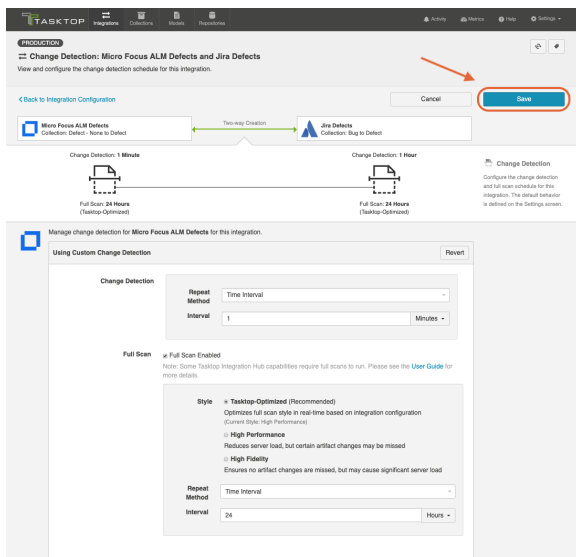 TASKTOP
Integrations
Collections
Models
Repositories
Activity
Metrics
Help
Settings
PRODUCTION
Change Detection: Micro Focus ALM Defects and Jira Defects
View and configure the change detection schedule for this integration.
Back to Integration Configuration
Cancel
Save
Micro Focus ALM Defects
Collection: Defect - None to Defect
Two-way Creation
Jira Defects
Collection: Bug to Defect
Change Detection: 1 Minute
Full Scan: 24 Hours
(Tasktop-Optimized)
Change Detection: 1 Hour
Full Scan: 24 Hours
(Tasktop-Optimized)
Change Detection
Configure the change detection
and full scan schedule for this
integration. The default behavior
is defined on the Settings screen.
Manage change detection for Micro Focus ALM Defects for this integration.
Using Custom Change Detection
Revert
Change Detection
Repeat
Method
Time Interval
Interval
1
Minutes
Full Scan
Full Scan Enabled
Note: Some Tasktop Integration Hub capabilities require full scans to run. Please see the User Guide for
more details.
Style
Tasktop-Optimized (Recommended)
Optimizes full scan style in real-time based on integration configuration
(Current Style: High Performance)
High Performance
Reduces server load, but certain artifact changes may be missed
High Fidelity
Ensures no artifact changes are missed, but may cause significant server load
Repeat
Method
Time Interval
Interval
24
Hours